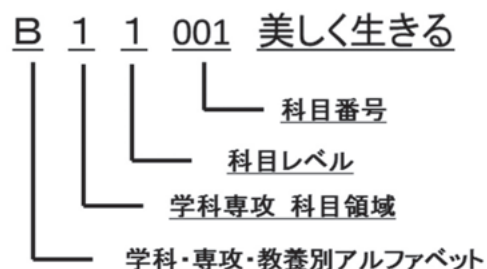 B 1 1 001 美しく生きる
科目番号
科目レベル
学科専攻 科目領域
学科・専攻・教養別アルファベット